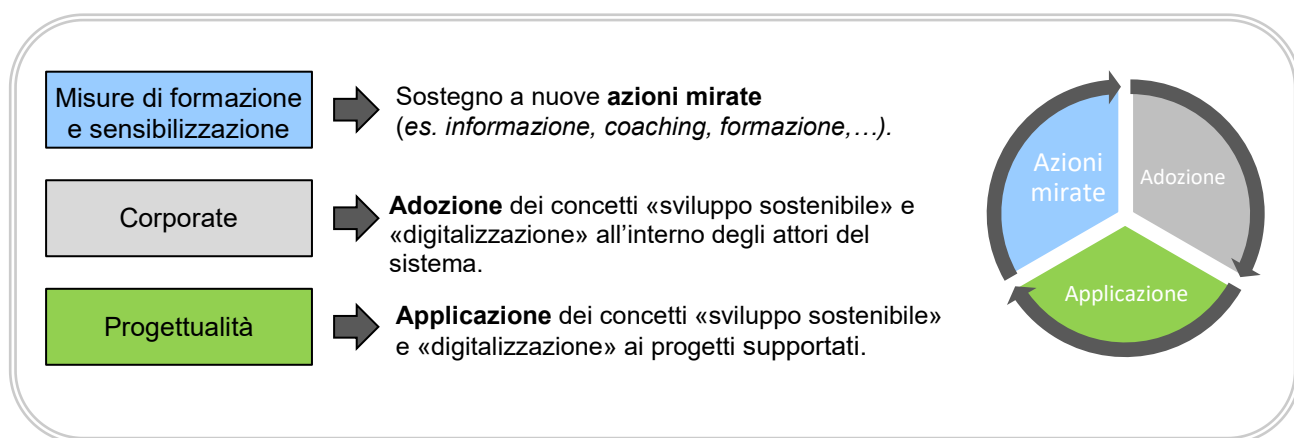 Misure di formazione
e sensibilizzazione
Sostegno a nuove azioni mirate
(es. informazione, coaching, formazione,…).
Corporate
Adozione dei concetti «sviluppo sostenibile» e
«digitalizzazione» all’interno degli attori del
sistema.
Progettualità
Applicazione dei concetti «sviluppo sostenibile»
e «digitalizzazione» ai progetti supportati.
Azioni
mirate
Adozione
Applicazione